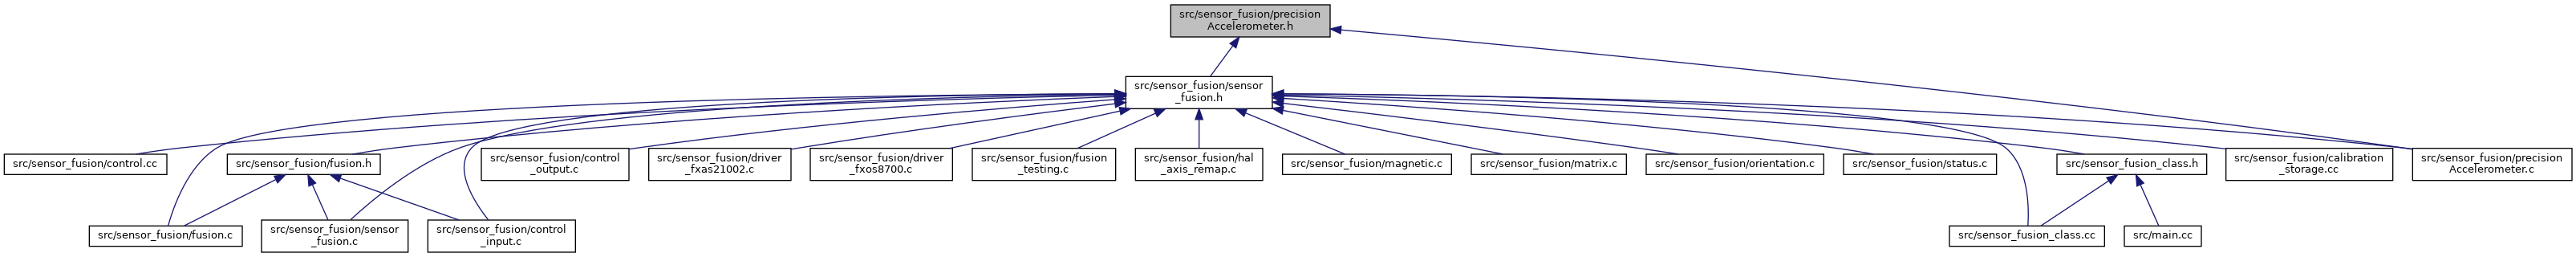 src/sensor_fusion/precision
Accelerometer.h
src/sensor_fusion/sensor
_fusion.h
src/sensor_fusion/control.cc
src/sensor_fusion/fusion.h
src/sensor_fusion/control
_output.c
src/sensor_fusion/driver
_fxas21002.c
src/sensor_fusion/driver
_fxos8700.c
src/sensor_fusion/fusion
_testing.c
src/sensor_fusion/hal
_axis_remap.c
src/sensor_fusion/magnetic.c
src/sensor_fusion/matrix.c
src/sensor_fusion/orientation.c
src/sensor_fusion/status.c
src/sensor_fusion_class.h
src/sensor_fusion/calibration
_storage.cc
src/sensor_fusion/precision
Accelerometer.c
src/sensor_fusion/fusion.c
src/sensor_fusion/sensor
_fusion.c
src/sensor_fusion/control
_input.c
src/sensor_fusion_class.cc
src/main.cc